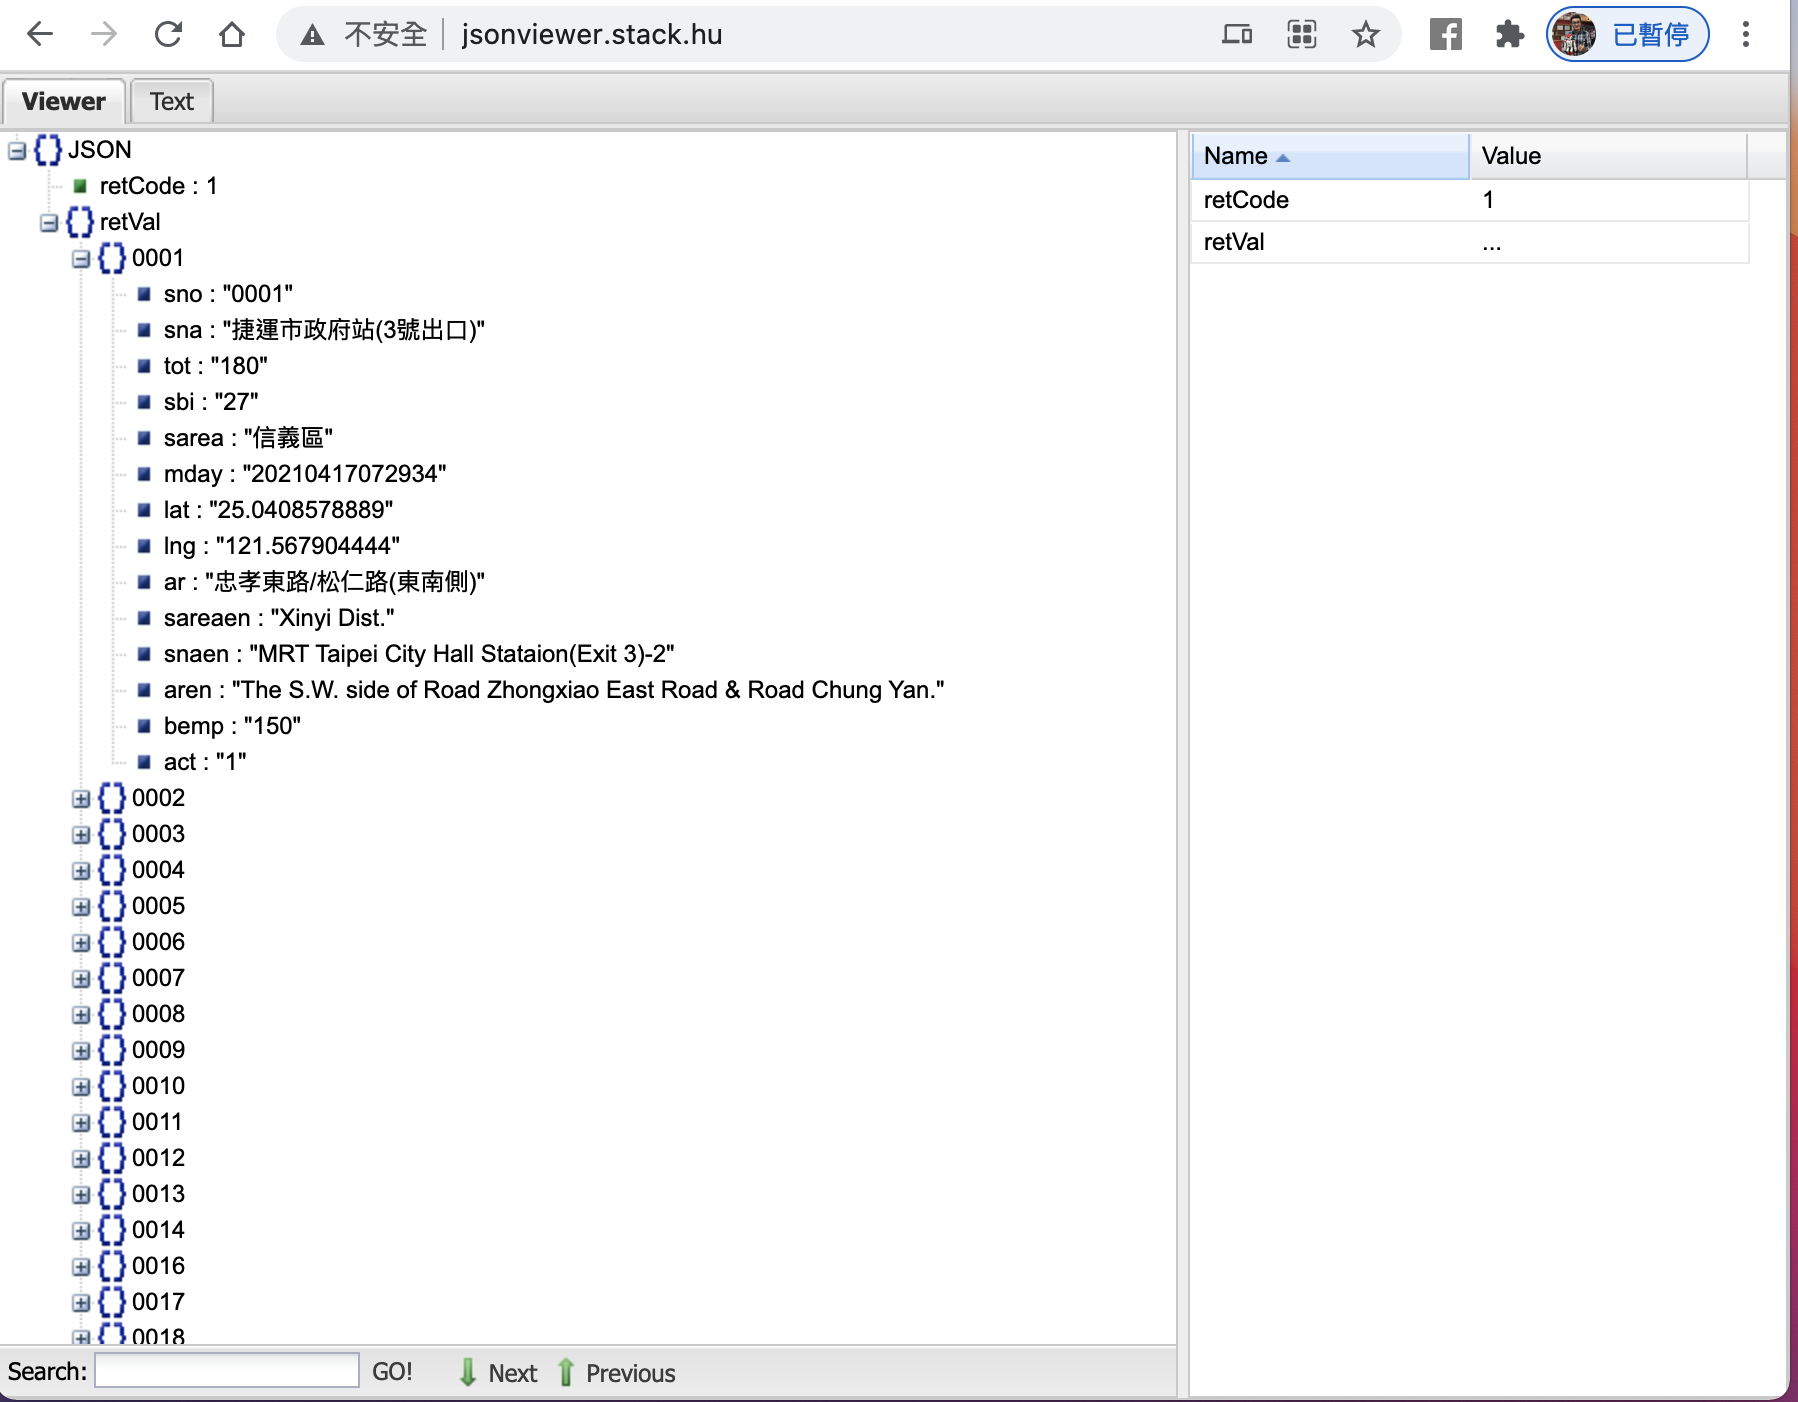 不安全 jsonviewer.stack.hu 已暫停
Viewer Text
JSON
retCode : 1
retVal
0001
sno : "0001"
sna : "捷運市政府站(3號出口)"
tot : "180"
sbi : "27"
sarea : "信義區"
mday : "20210417072934"
lat : "25.0408578889"
lng : "121.567904444"
ar : "忠孝東路/松仁路(東南側)"
sareaen : "Xinyi Dist."
snaen : "MRT Taipei City Hall Stataion(Exit 3)-2"
aren : "The S.W. side of Road Zhongxiao East Road & Road Chung Yan."
bemp : "150"
act : "1"
0002
0003
0004
0005
0006
0007
0008
0009
0010
0011
0012
0013
0014
0016
0017
0018
Search: GO! Next Previous
Name Value
retCode 1
retVal ...